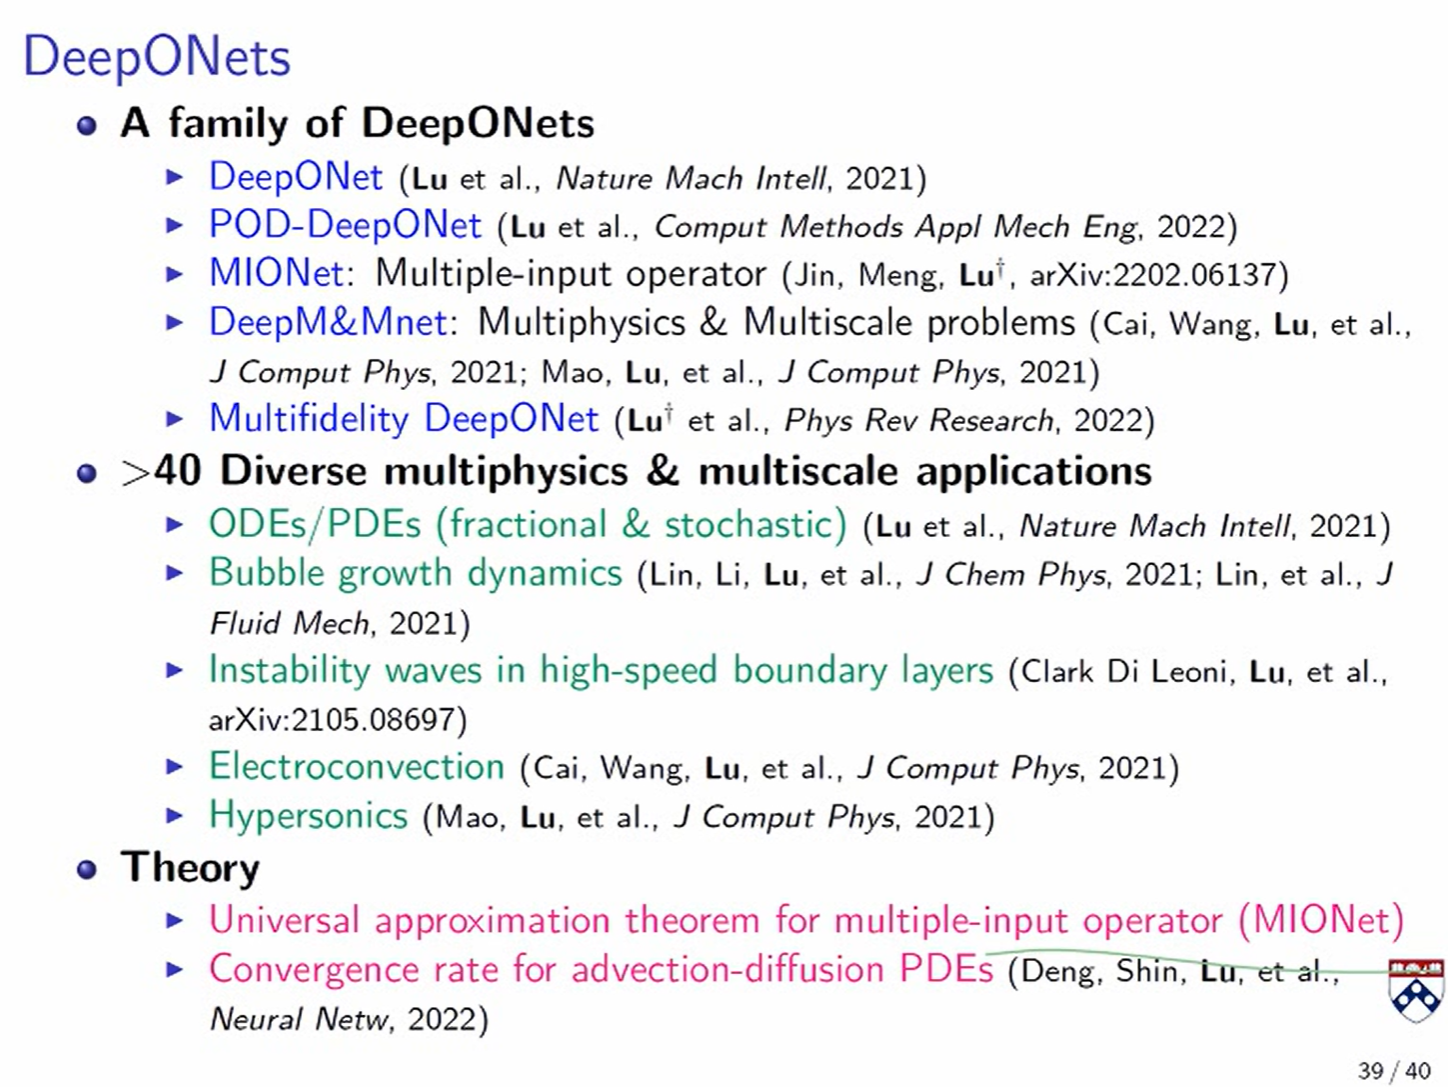 DeepONets
A family of DeepONets
DeepONet (Lu et al., Nature Mach Intell, 2021)
POD-DeepONet (Lu et al., Comput Methods Appl Mech Eng, 2022)
MIONet: Multiple-input operator (Jin, Meng, Lu†, arXiv:2202.06137)
DeepM&Mnet: Multiphysics & Multiscale problems (Cai, Wang, Lu, et al.,
J Comput Phys, 2021; Mao, Lu, et al., J Comput Phys, 2021)
Multifidelity DeepONet (Lu† et al., Phys Rev Research, 2022)
>40 Diverse multiphysics & multiscale applications
ODEs/PDEs (fractional & stochastic) (Lu et al., Nature Mach Intell, 2021)
Bubble growth dynamics (Lin, Li, Lu, et al., J Chem Phys, 2021; Lin, et al., J
Fluid Mech, 2021)
Instability waves in high-speed boundary layers (Clark Di Leoni, Lu, et al.,
arXiv:2105.08697)
Electroconvection (Cai, Wang, Lu, et al., J Comput Phys, 2021)
Hypersonics (Mao, Lu, et al., J Comput Phys, 2021)
Theory
Universal approximation theorem for multiple-input operator (MIONet)
Convergence rate for advection-diffusion PDEs (Deng, Shin, Lu, et al.,
Neural Netw, 2022)
39 / 40